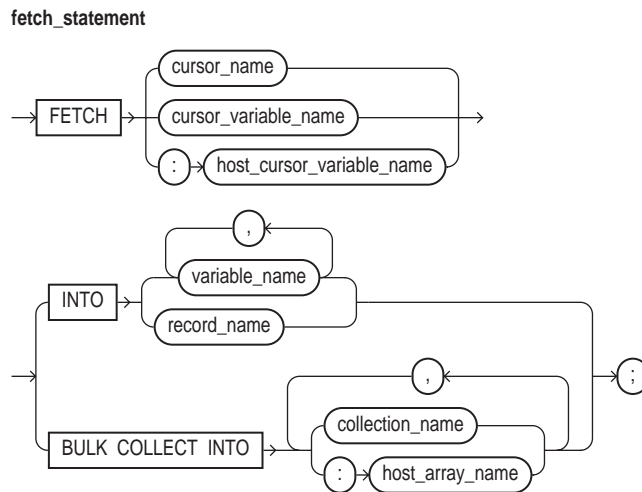 fetch_statement
cursor_name
FETCH
cursor_variable_name
: host_cursor_variable_name
,
variable_name
INTO
record_name
,
;
collection_name
BULK COLLECT INTO
: host_array_name